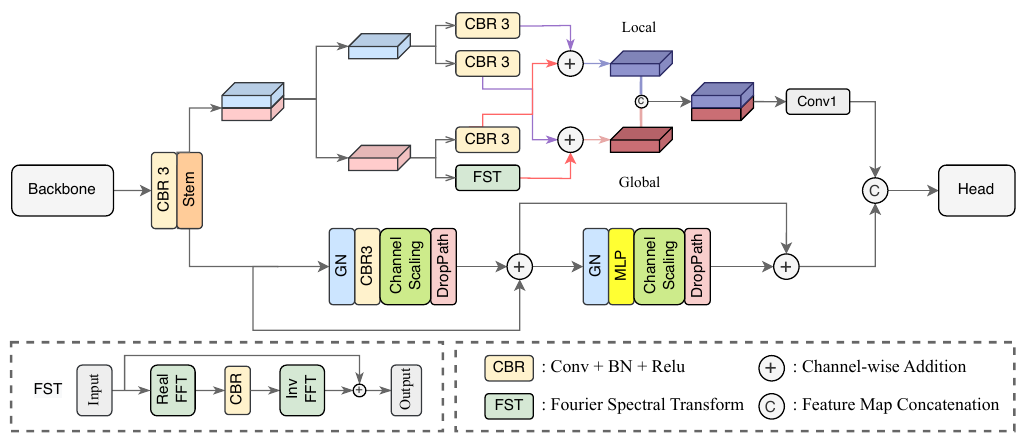 CBR 3
Local
CBR 3
C
Conv1
CBR 3
FST
Global
Backbone
CBR 3
Stem
C
Head
GN
CBR3
Channel Scaling
DropPath
+
GN
MLP
Channel Scaling
DropPath
+
FST
Input
Real FFT
CBR
Inv FFT
+
Output
CBR : Conv + BN + Relu
+ : Channel-wise Addition
FST : Fourier Spectral Transform
C : Feature Map Concatenation